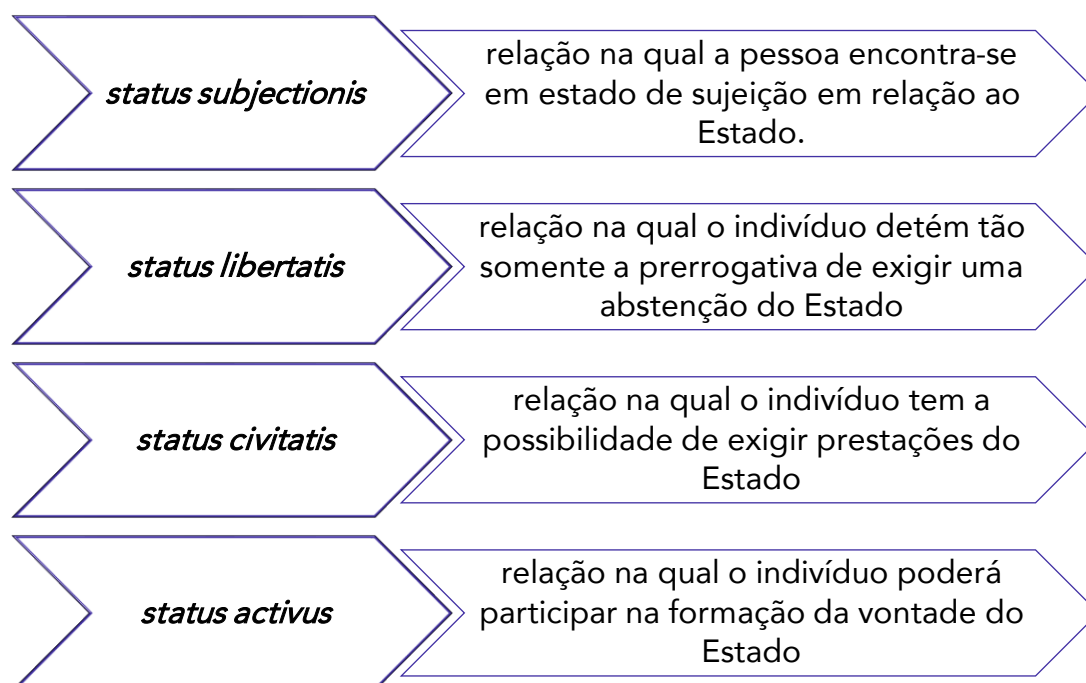 status subjectionis
relação na qual a pessoa encontra-se
em estado de sujeição em relação ao
Estado.
status libertatis
relação na qual o indivíduo detém tão
somente a prerrogativa de exigir uma
abstenção do Estado
status civitatis
relação na qual o indivíduo tem a
possibilidade de exigir prestações do
Estado
status activus
relação na qual o indivíduo poderá
participar na formação da vontade do
Estado